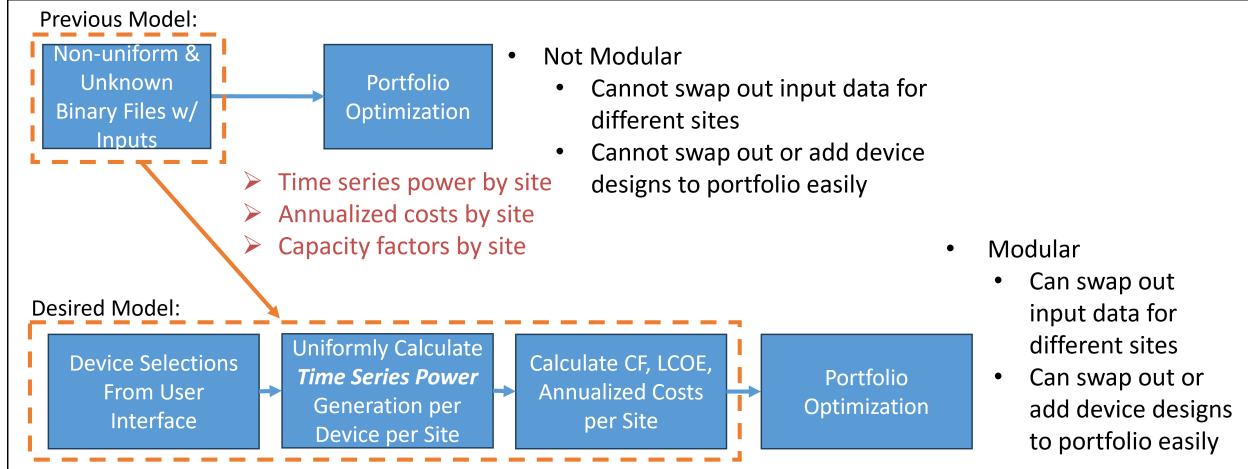 Previous Model:
Non-uniform &
Unknown
Binary Files w/
Inputs
Portfolio
Optimization
• Not Modular
• Cannot swap out input data for
different sites
• Cannot swap out or add device
designs to portfolio easily
➢ Time series power by site
➢ Annualized costs by site
➢ Capacity factors by site
Desired Model:
Device Selections
From User
Interface
Uniformly Calculate
Time Series Power
Generation per
Device per Site
Calculate CF, LCOE,
Annualized Costs
per Site
Portfolio
Optimization
• Modular
• Can swap out
input data for
different sites
• Can swap out or
add device designs
to portfolio easily